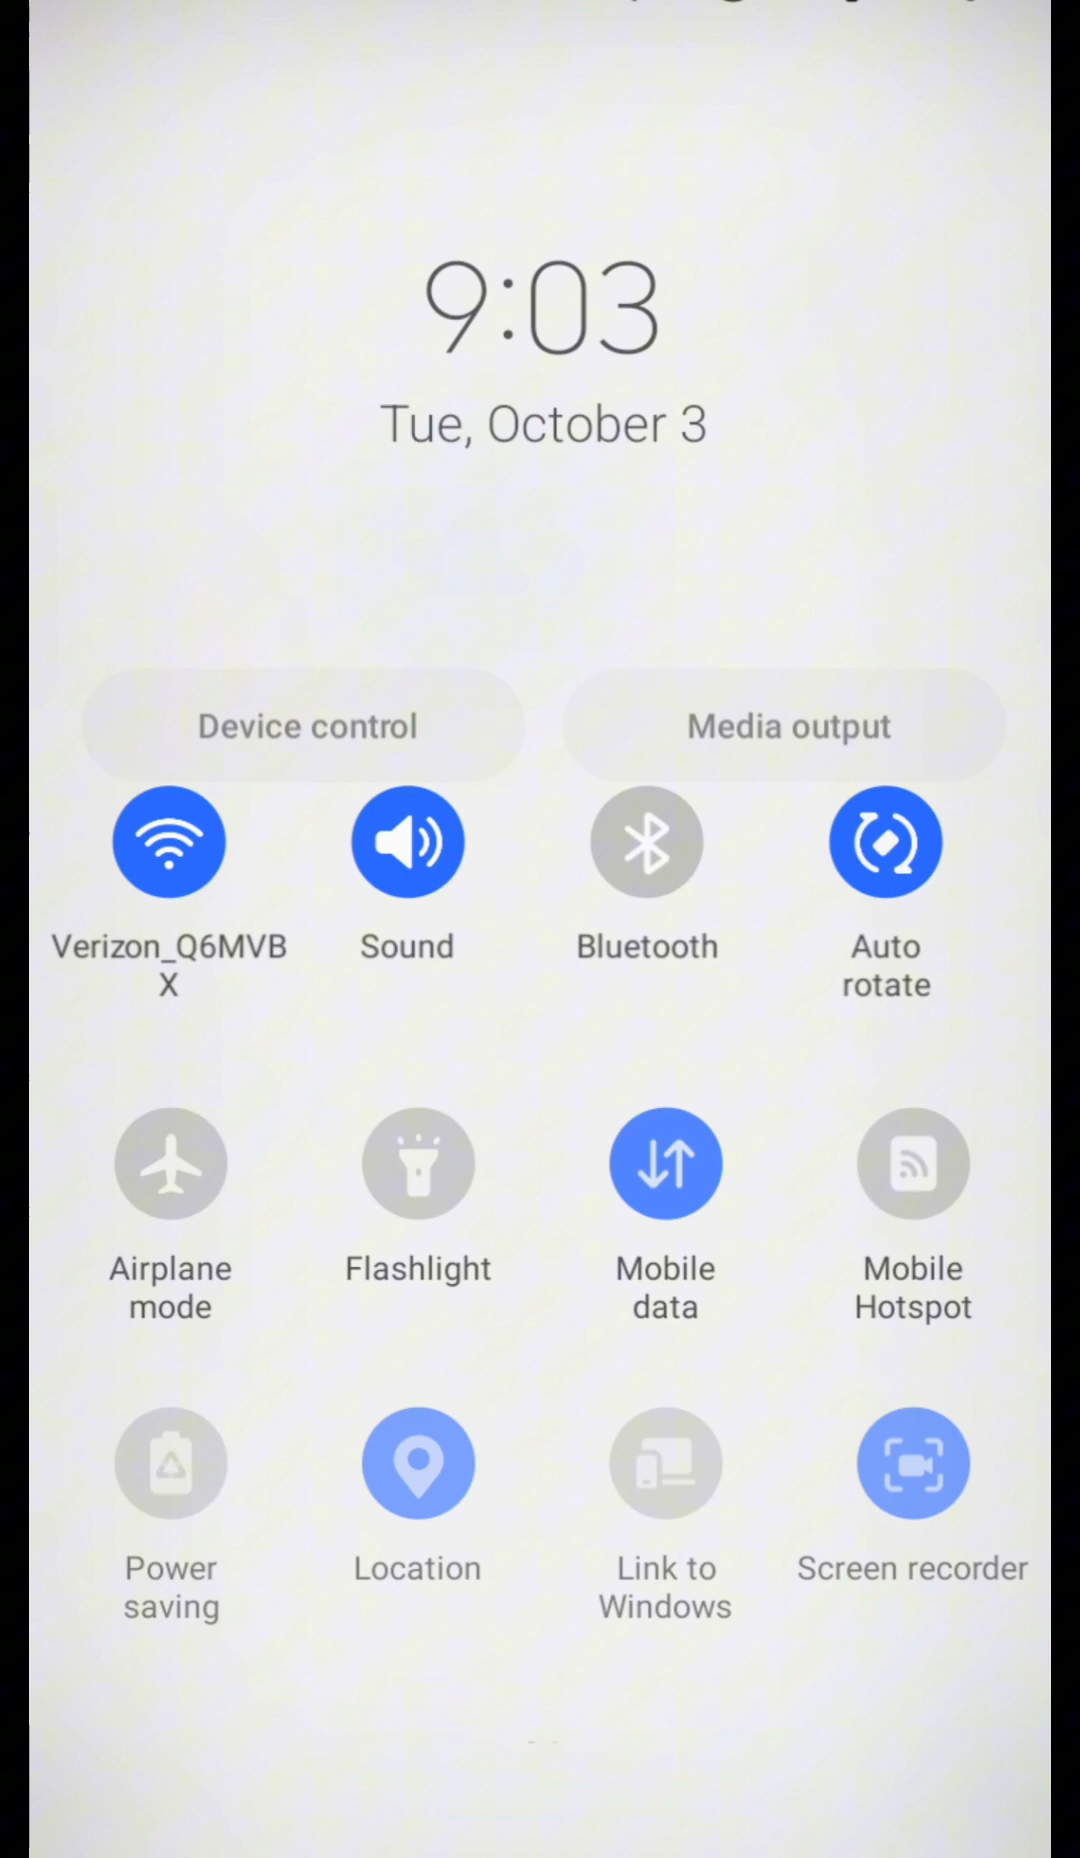 9:03
Tue, October 3
Device control Media output
Verizon_Q6MVB
X
Sound
Bluetooth
Auto
rotate
Airplane
mode
Flashlight
Mobile
data
Mobile
Hotspot
Power
saving
Location
Link to
Windows
Screen recorder